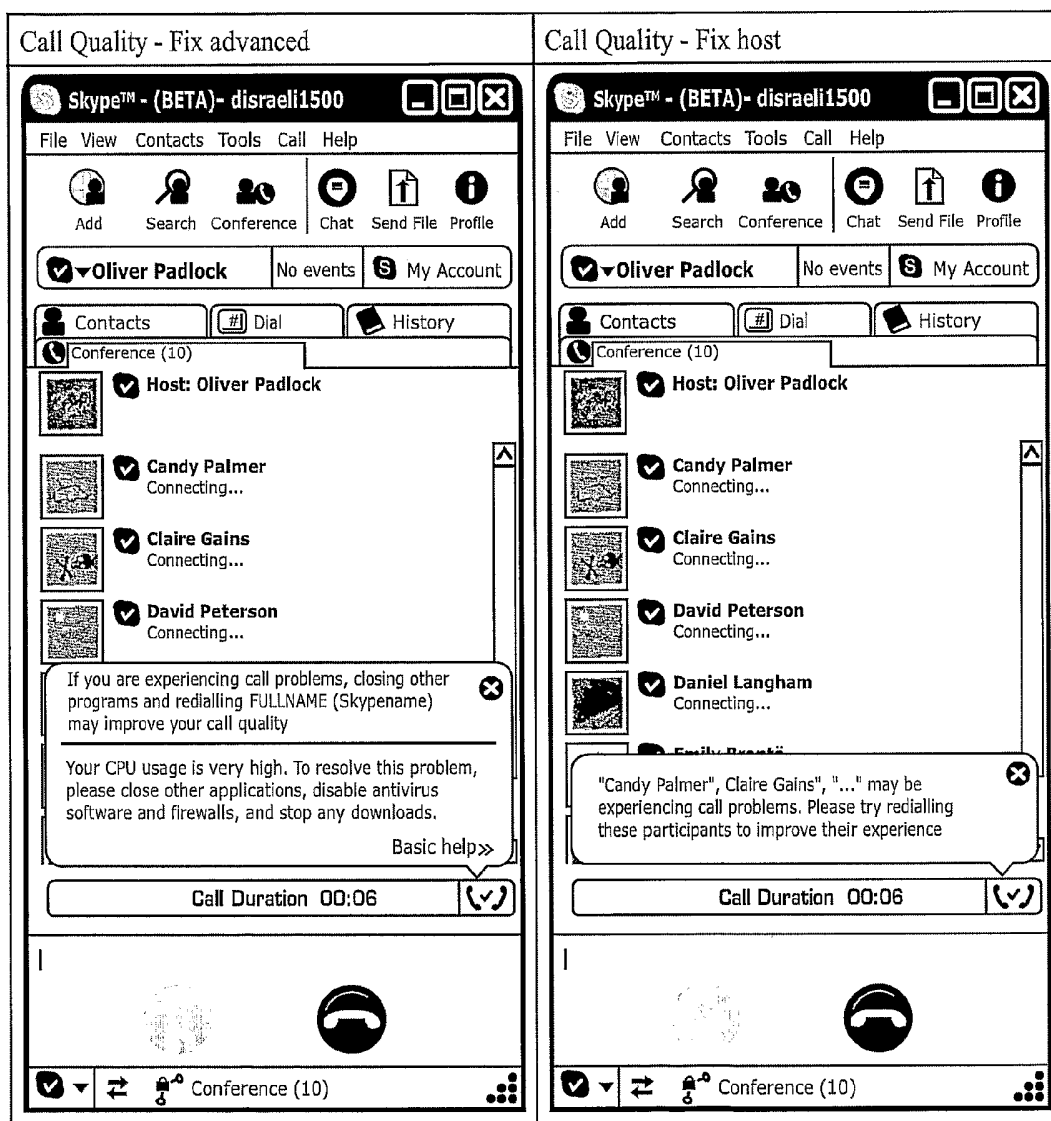 Call Quality - Fix advanced
Skype™ - (BETA)- disraeli1500
File View Contacts Tools Call Help
Add Search Conference Chat Send File Profile
Oliver Padlock No events S My Account
Contacts # Dial History
Conference (10)
Host: Oliver Padlock
Candy Palmer
Connecting...
Claire Gains
Connecting...
David Peterson
Connecting...
If you are experiencing call problems, closing other
programs and redialling FULLNAME (Skypename)
may improve your call quality
Your CPU usage is very high. To resolve this problem,
please close other applications, disable antivirus
software and firewalls, and stop any downloads.
Basic help»
Call Duration 00:06
Conference (10)
Call Quality - Fix host
Skype™ - (BETA)- disraeli1500
File View Contacts Tools Call Help
Add Search Conference Chat Send File Profile
Oliver Padlock No events S My Account
Contacts # Dial History
Conference (10)
Host: Oliver Padlock
Candy Palmer
Connecting...
Claire Gains
Connecting...
David Peterson
Connecting...
Daniel Langham
Connecting...
Emily Brontë
"Candy Palmer", Claire Gains", "..." may be
experiencing call problems. Please try redialling
these participants to improve their experience
Call Duration 00:06
Conference (10)